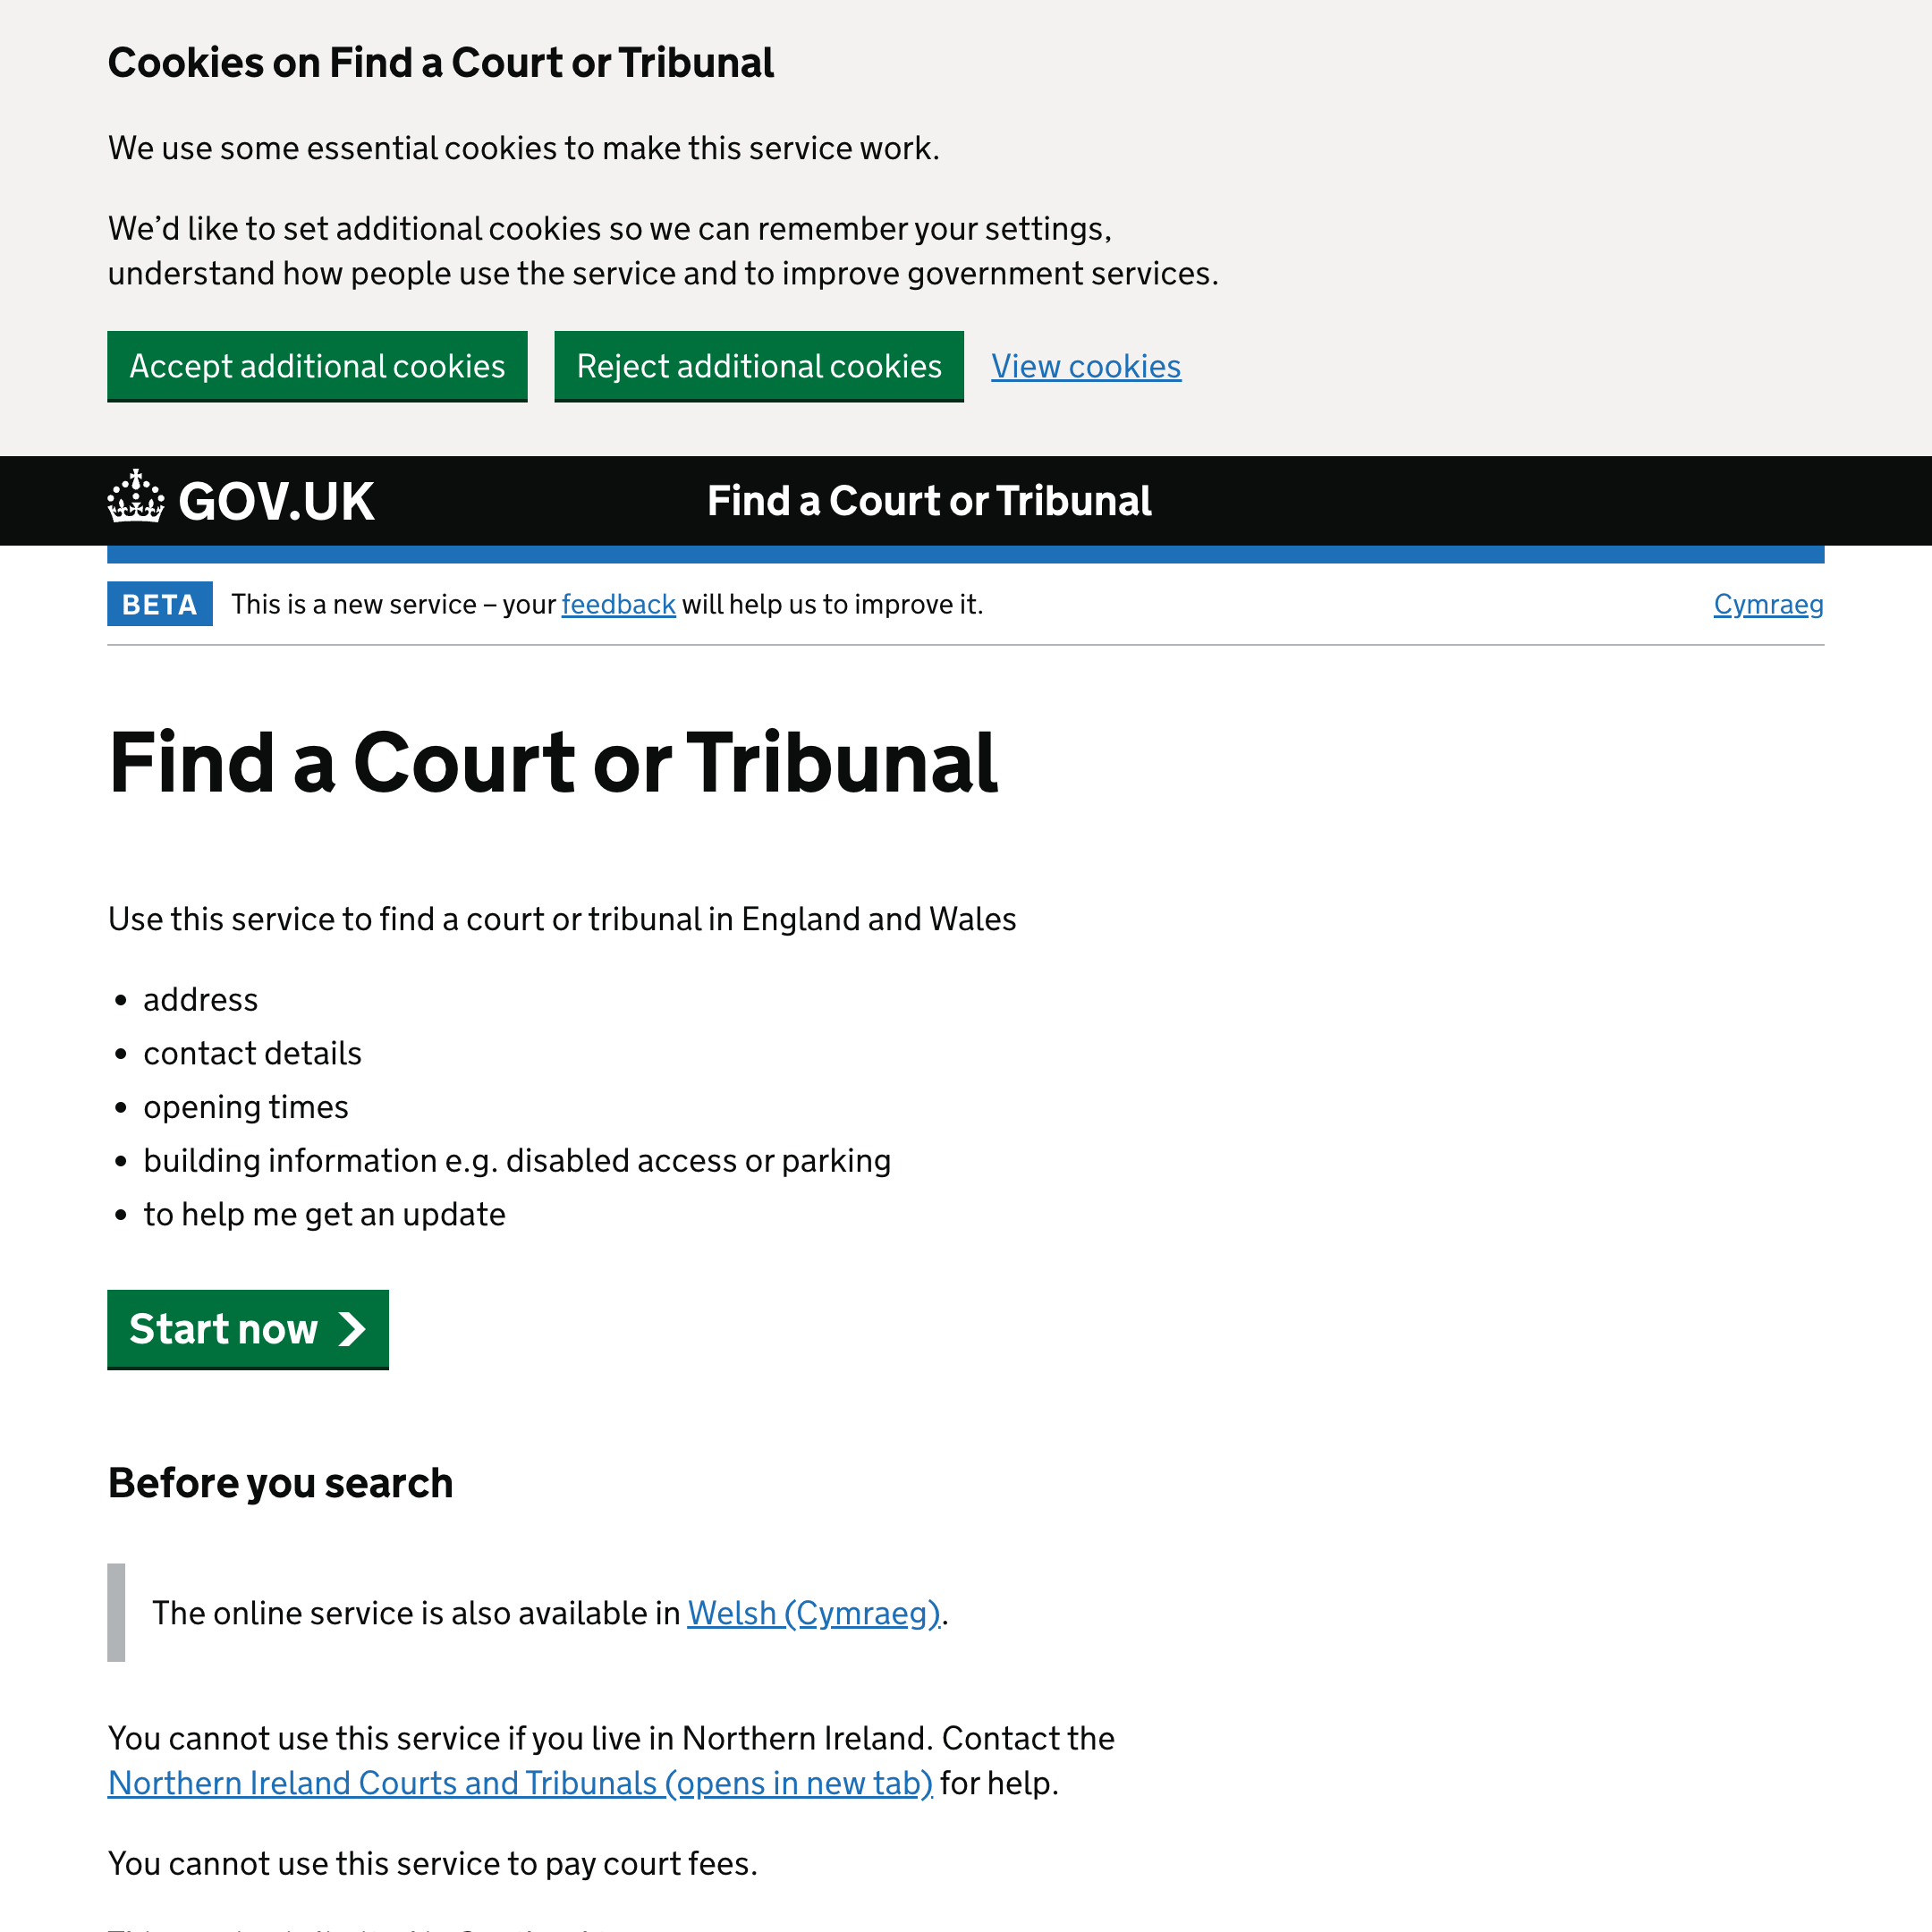 Cookies on Find a Court or Tribunal
We use some essential cookies to make this service work.
We’d like to set additional cookies so we can remember your settings,
understand how people use the service and to improve government services.
Accept additional cookies
Reject additional cookies
View cookies
GOV.UK
Find a Court or Tribunal
BETA
This is a new service – your feedback will help us to improve it.
Cymraeg
Find a Court or Tribunal
Use this service to find a court or tribunal in England and Wales
• address
• contact details
• opening times
• building information e.g. disabled access or parking
• to help me get an update
Start now
Before you search
The online service is also available in Welsh (Cymraeg).
You cannot use this service if you live in Northern Ireland. Contact the
Northern Ireland Courts and Tribunals (opens in new tab) for help.
You cannot use this service to pay court fees.